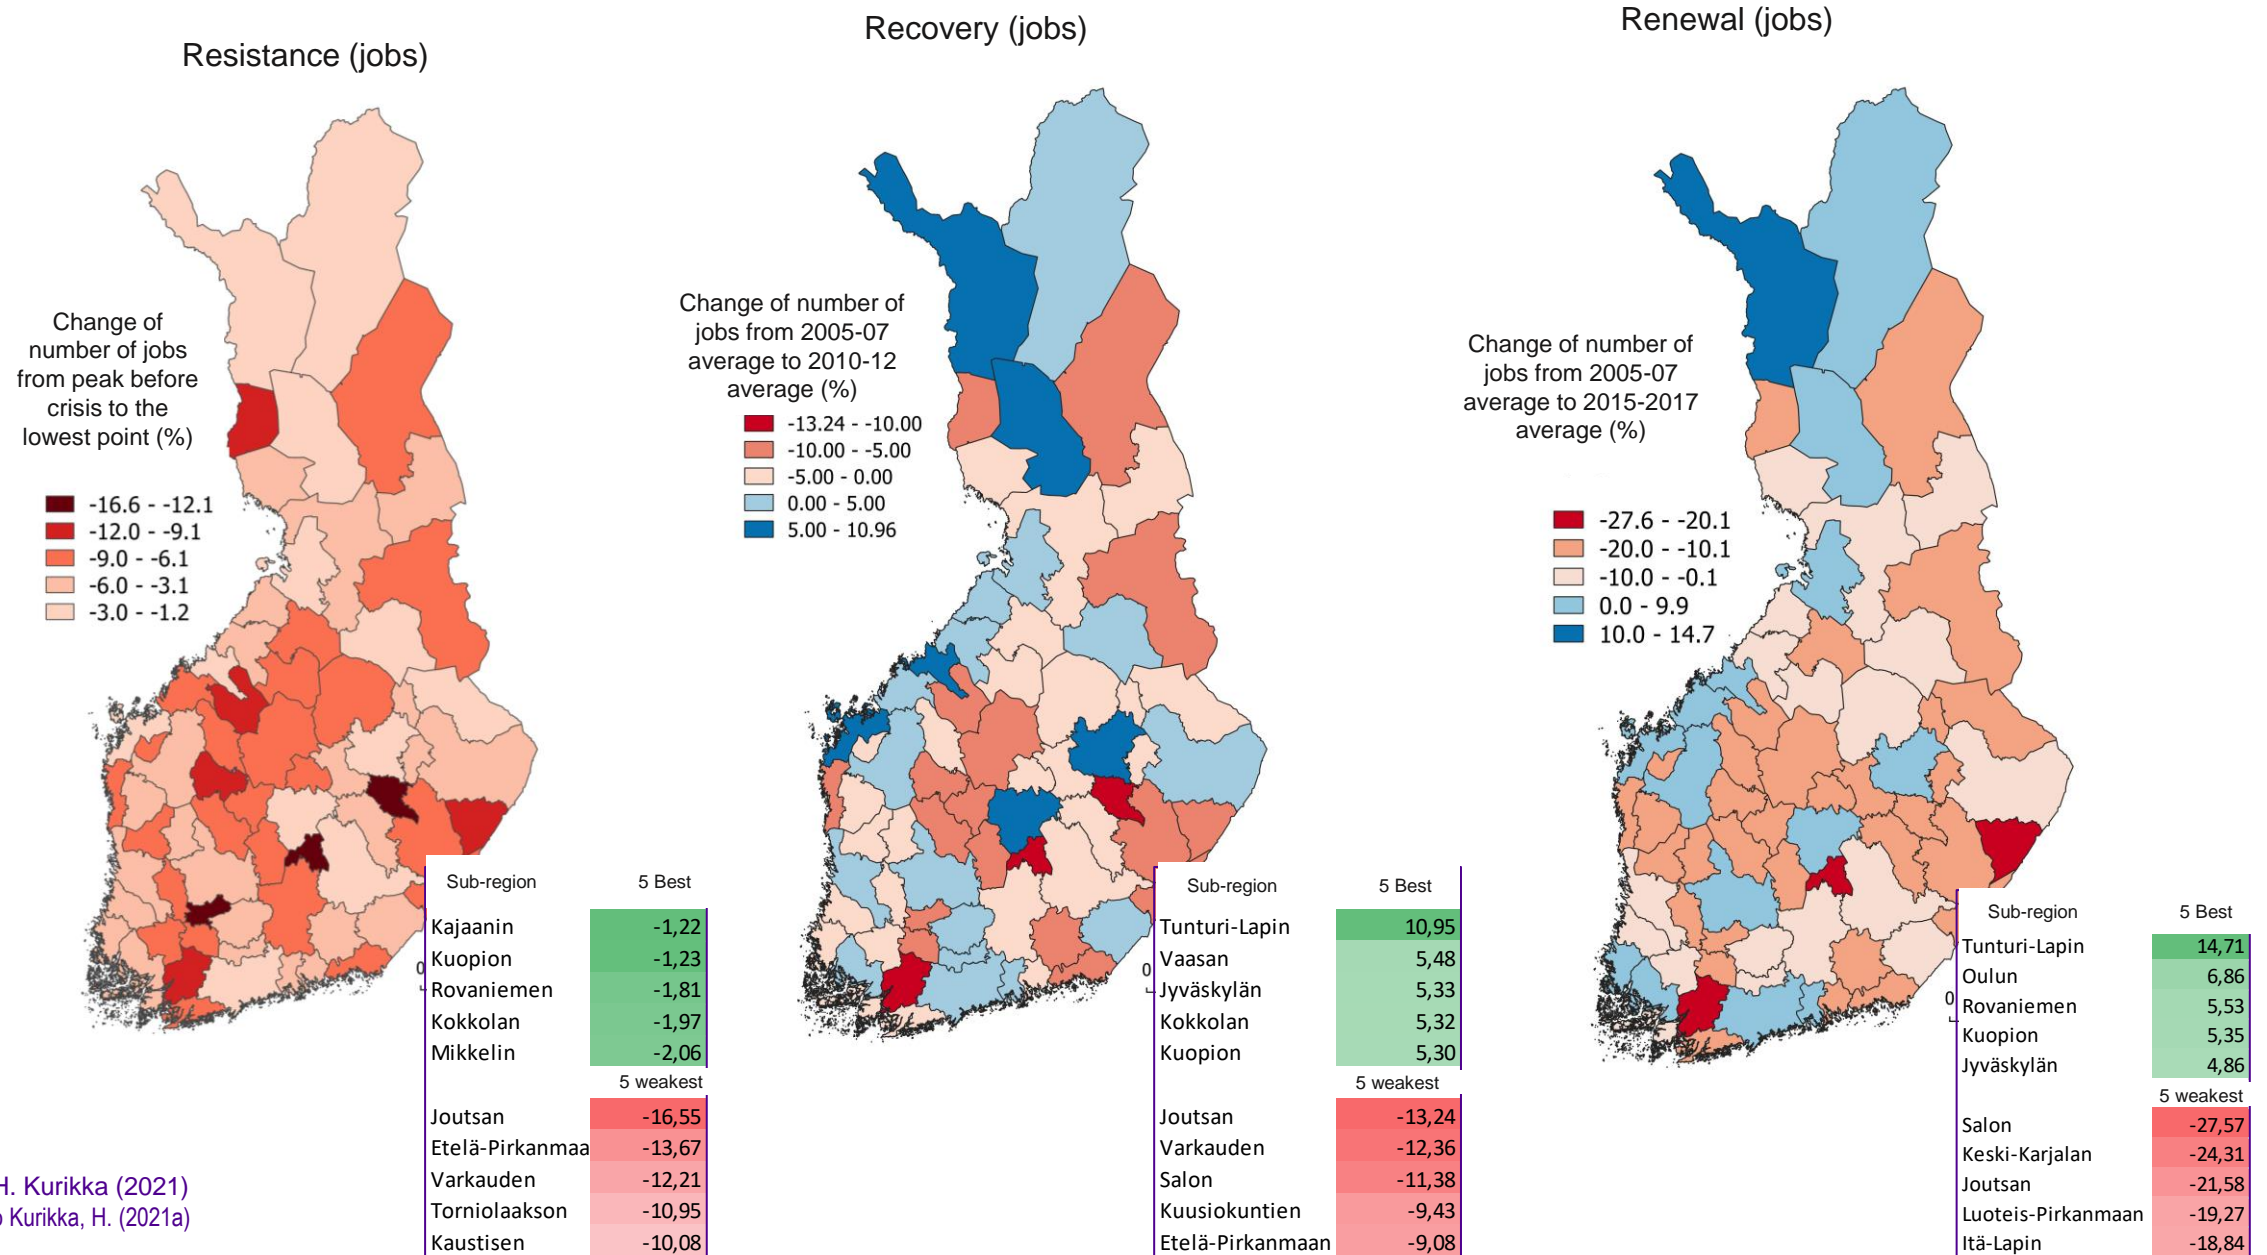 Resistance (jobs)
Change of
number of jobs
from peak before
crisis to the
lowest point (%)
-16.6 - -12.1
-12.0 - -9.1
-9.0 - -6.1
-6.0 - -3.1
-3.0 - -1.2
Sub-region 5 Best
Kajaanin -1,22
Kuopion -1,23
Rovaniemen -1,81
Kokkolan -1,97
Mikkelin -2,06
5 weakest
Joutsan -16,55
Etelä-Pirkanmaa -13,67
Varkauden -12,21
Torniolaakson -10,95
Kaustisen -10,08
0
Recovery (jobs)
Change of number of
jobs from 2005-07
average to 2010-12
average (%)
-13.24 - -10.00
-10.00 - -5.00
-5.00 - 0.00
0.00 - 5.00
5.00 - 10.96
Sub-region 5 Best
Tunturi-Lapin 10,95
Vaasan 5,48
Jyväskylän 5,33
Kokkolan 5,32
Kuopion 5,30
5 weakest
Joutsan -13,24
Varkauden -12,36
Salon -11,38
Kuusiokuntien -9,43
Etelä-Pirkanmaan -9,08
0
Renewal (jobs)
Change of number of
jobs from 2005-07
average to 2015-2017
average (%)
-27.6 - -20.1
-20.0 - -10.1
-10.0 - -0.1
0.0 - 9.9
10.0 - 14.7
Sub-region 5 Best
Tunturi-Lapin 14,71
Oulun 6,86
Rovaniemen 5,53
Kuopion 5,35
Jyväskylän 4,86
5 weakest
Salon -27,57
Keski-Karjalan -24,31
Joutsan -21,58
Luoteis-Pirkanmaan -19,27
Itä-Lapin -18,84
0
H. Kurikka (2021)
o Kurikka, H. (2021a)